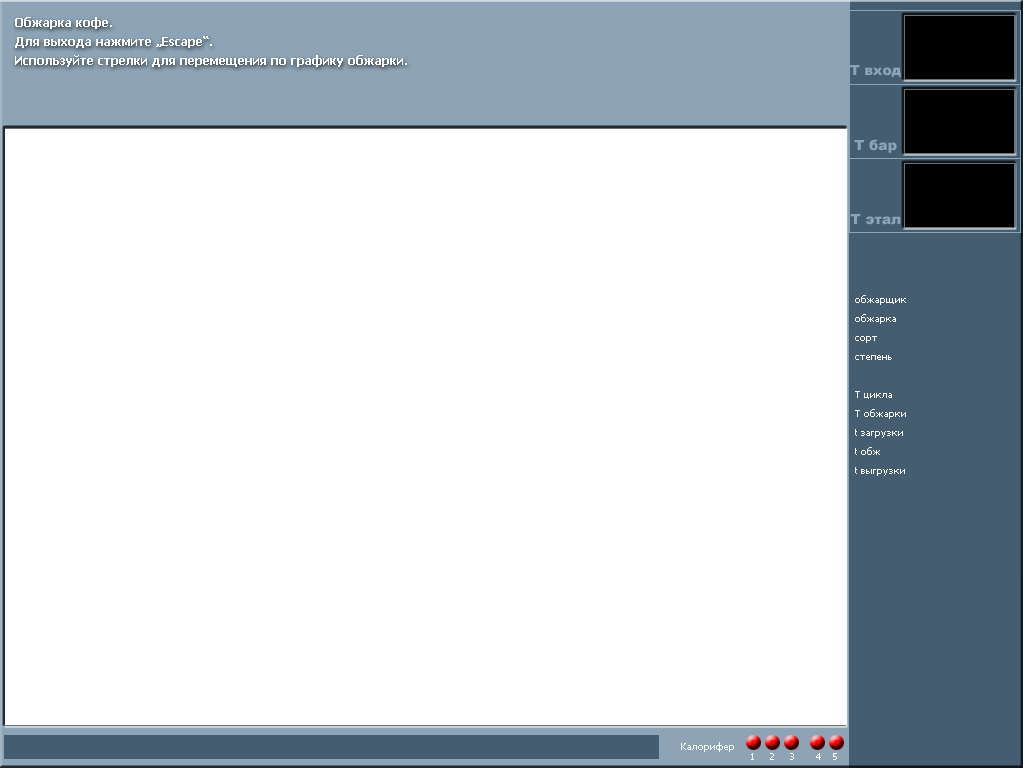 Обжарка кофе.
Для выхода нажмите „Escape“.
Используйте стрелки для перемещения по графику обжарки.
Т вход
Т бар
Т этал
обжарщик
обжарка
сорт
степень
Т цикла
Т обжарки
t загрузки
t обж
t выгрузки
Калорифер
1 2 3 4 5